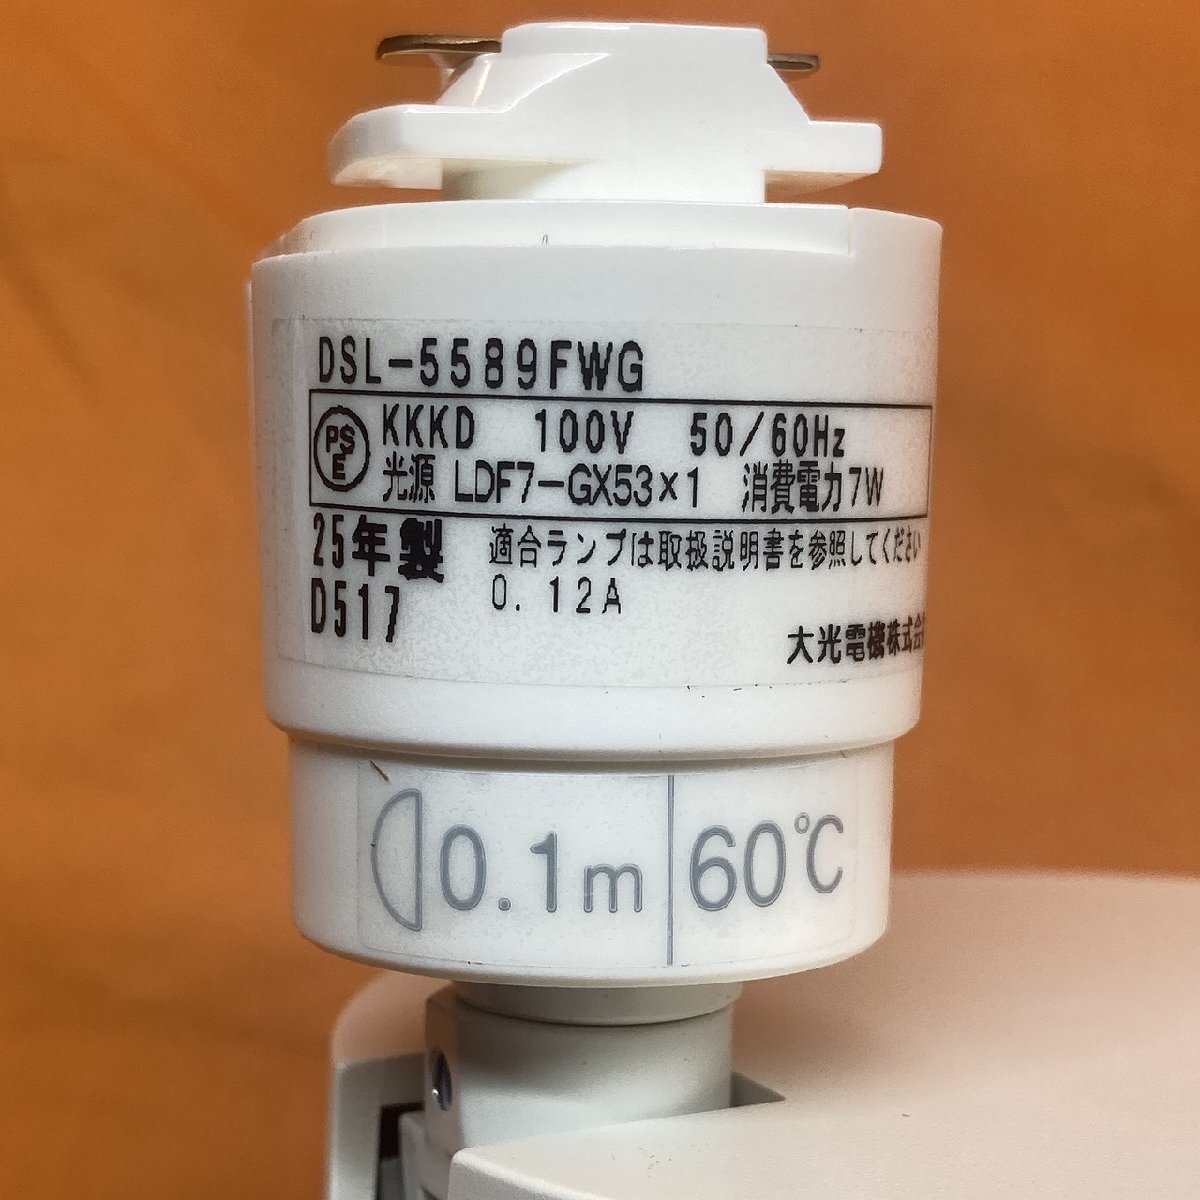 DSL-5589FWG
PSE KKKD 100V 50/60Hz
光源 LDF7-GX53×1 消費電力7W
25年製 適合ランプは取扱説明書を参照してください
D517 0.12A
大光電機株式会
0.1m 60℃